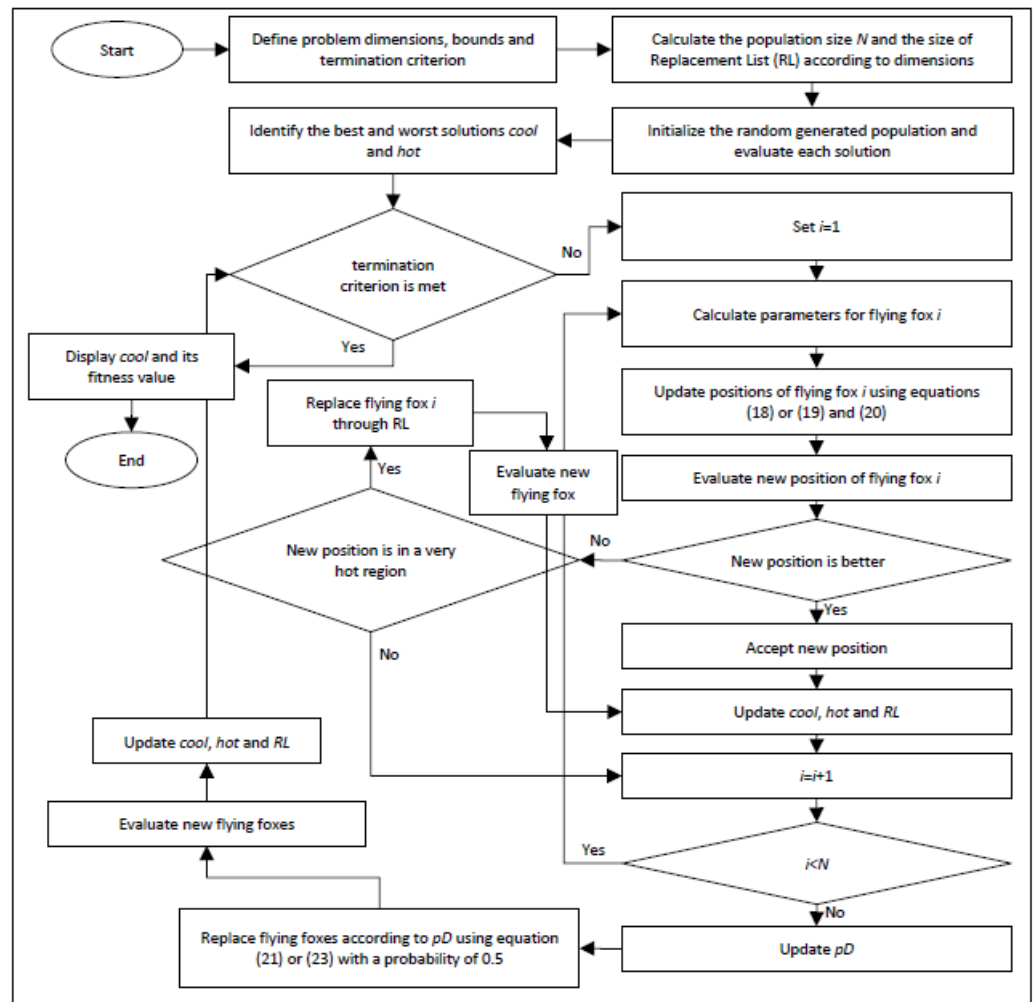 Start
Define problem dimensions, bounds and
termination criterion
Calculate the population size N and the size of
Replacement List (RL) according to dimensions
Identify the best and worst solutions cool
and hot
Initialize the random generated population and
evaluate each solution
termination
criterion is met
No
Set i=1
Yes
Calculate parameters for flying fox i
Display cool and its
fitness value
End
Replace flying fox i
through RL
Update positions of flying fox i using equations
(18) or (19) and (20)
Yes
Evaluate new
flying fox
Evaluate new position of flying fox i
New position is in a very
hot region
No
New position is better
Yes
No
Accept new position
Update cool, hot and RL
Update cool, hot and RL
i=i+1
Evaluate new flying foxes
Yes
i<N
No
Replace flying foxes according to pD using equation
(21) or (23) with a probability of 0.5
Update pD